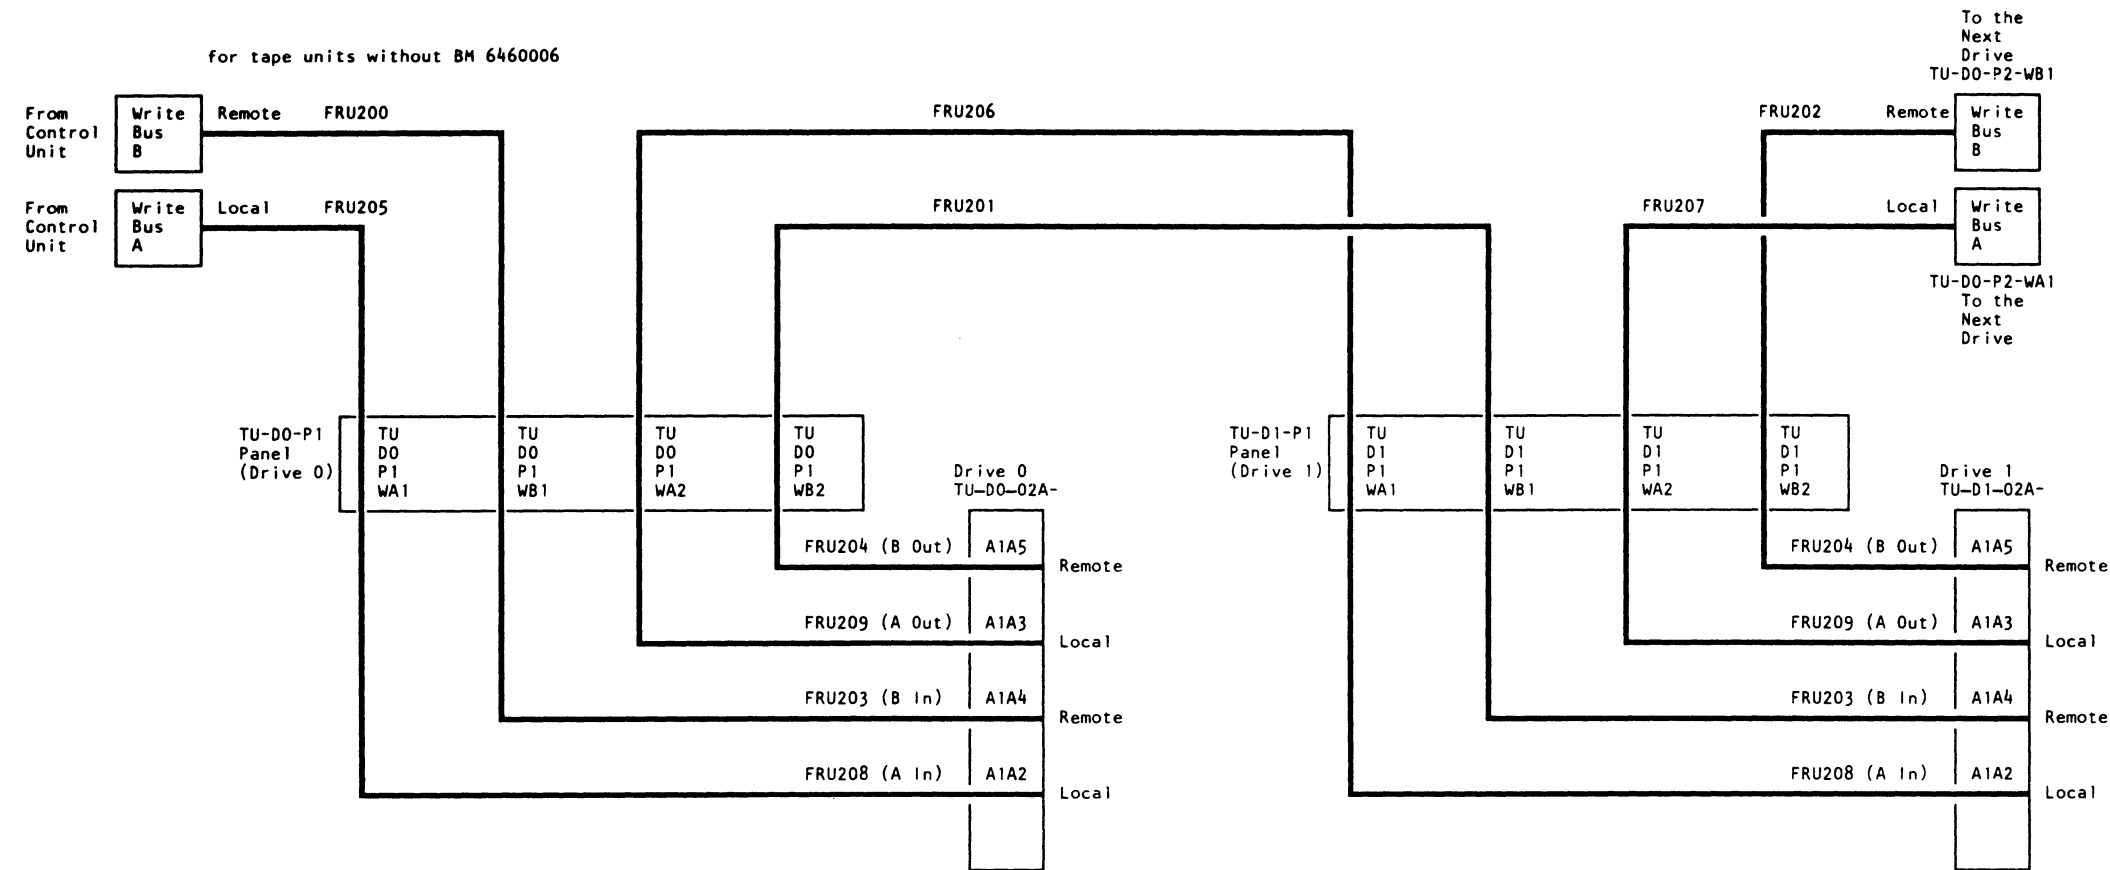 for tape units without BM 6460006
To the
Next
Drive
TU-D0-P2-WB1
From
Control
Unit
Write
Bus
B
Remote FRU200
FRU206
FRU202 Remote
Write
Bus
B
From
Control
Unit
Write
Bus
A
Local FRU205
FRU201
FRU207 Local
Write
Bus
A
TU-D0-P2-WA1
To the
Next
Drive
TU-D0-P1
Panel
(Drive 0)
TU
D0
P1
WA1
TU
D0
P1
WB1
TU
D0
P1
WA2
TU
D0
P1
WB2
Drive 0
TU-D0-02A-
FRU204 (B Out) A1A5
Remote
FRU209 (A Out) A1A3
Local
FRU203 (B In) A1A4
Remote
FRU208 (A In) A1A2
Local
TU-D1-P1
Panel
(Drive 1)
TU
D1
P1
WA1
TU
D1
P1
WB1
TU
D1
P1
WA2
TU
D1
P1
WB2
Drive 1
TU-D1-02A-
FRU204 (B Out) A1A5
Remote
FRU209 (A Out) A1A3
Local
FRU203 (B In) A1A4
Remote
FRU208 (A In) A1A2
Local